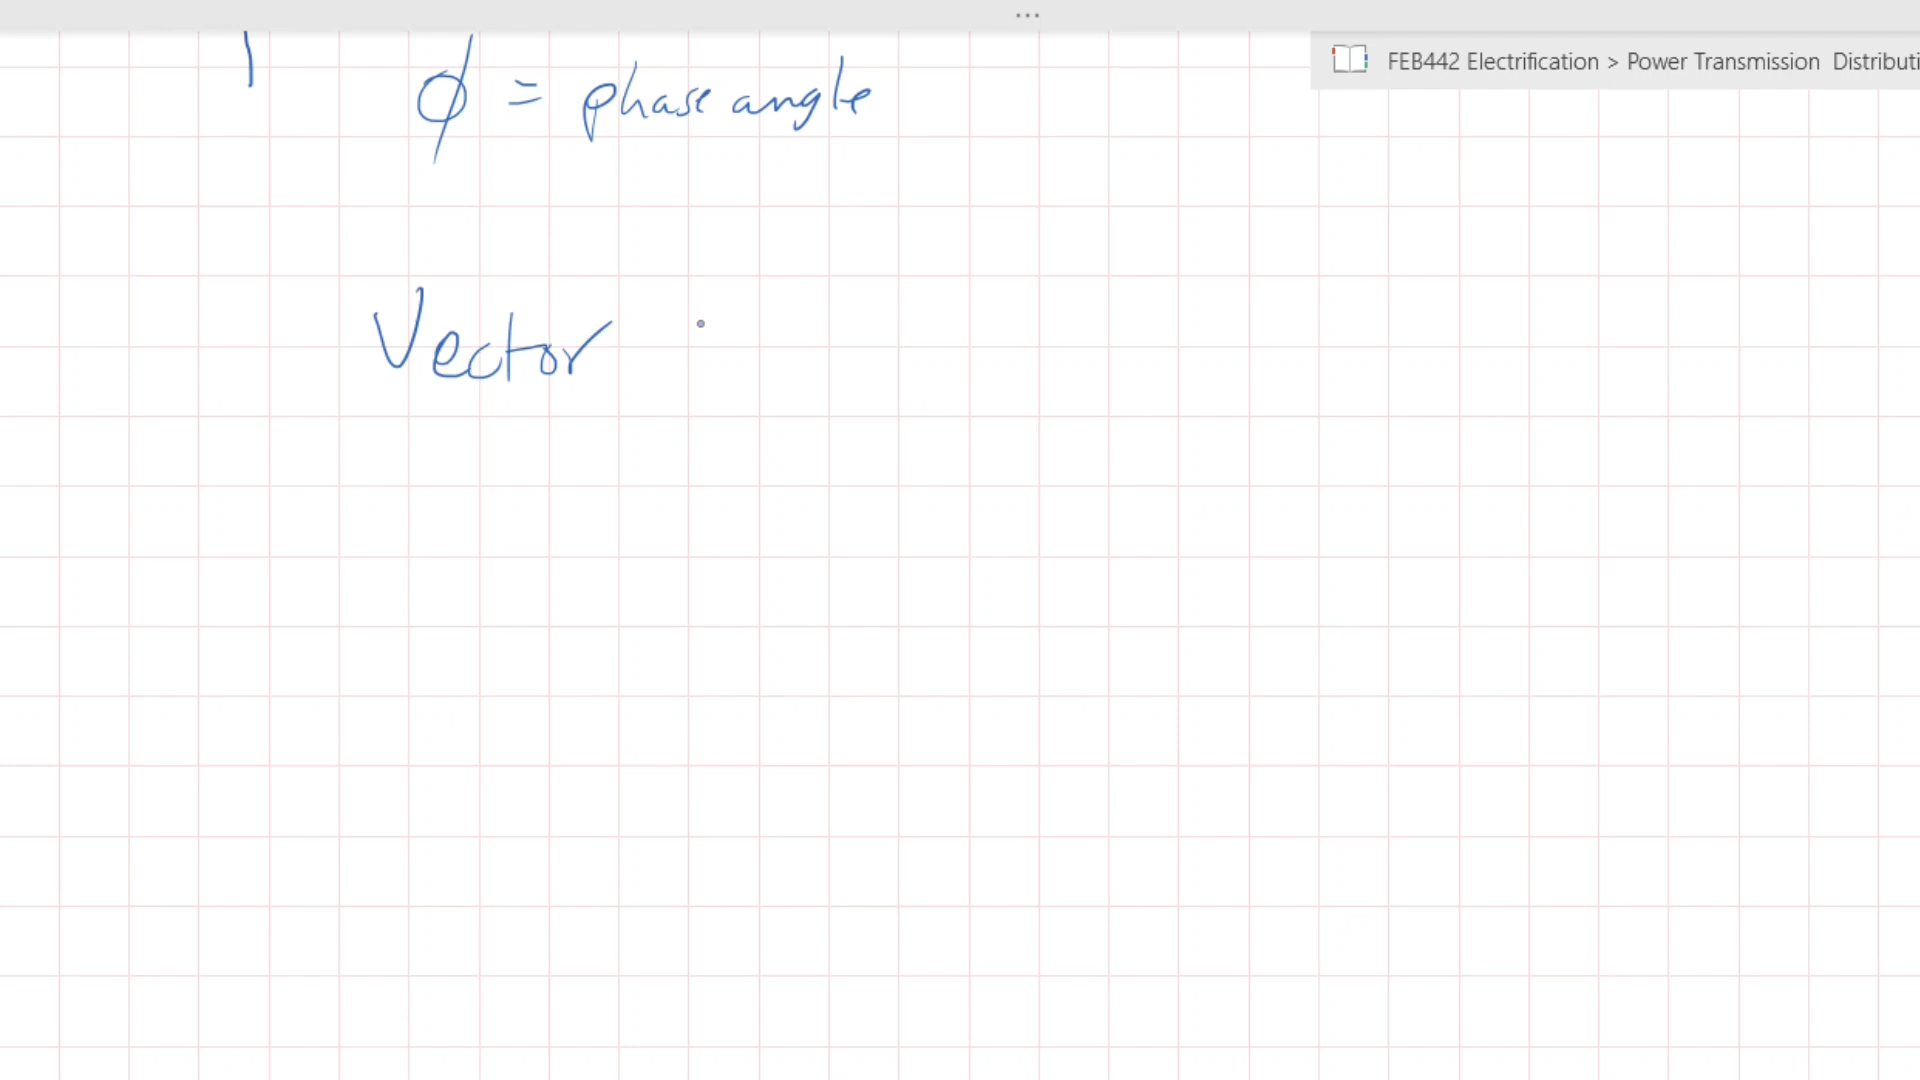 FEB442 Electrification > Power Transmission Distributi
ϕ = phase angle
Vector